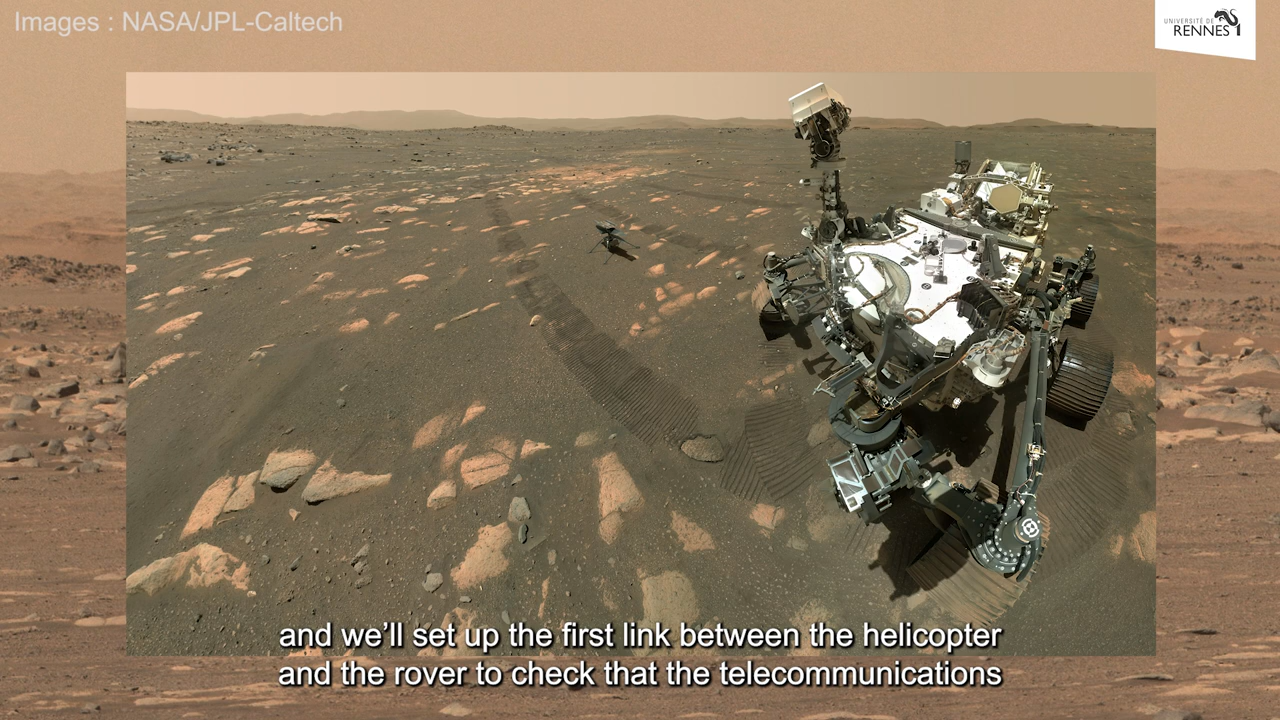 Images : NASA/JPL-Caltech
UNIVERSITÉ DE
RENNES 1
and we’ll set up the first link between the helicopter
and the rover to check that the telecommunications